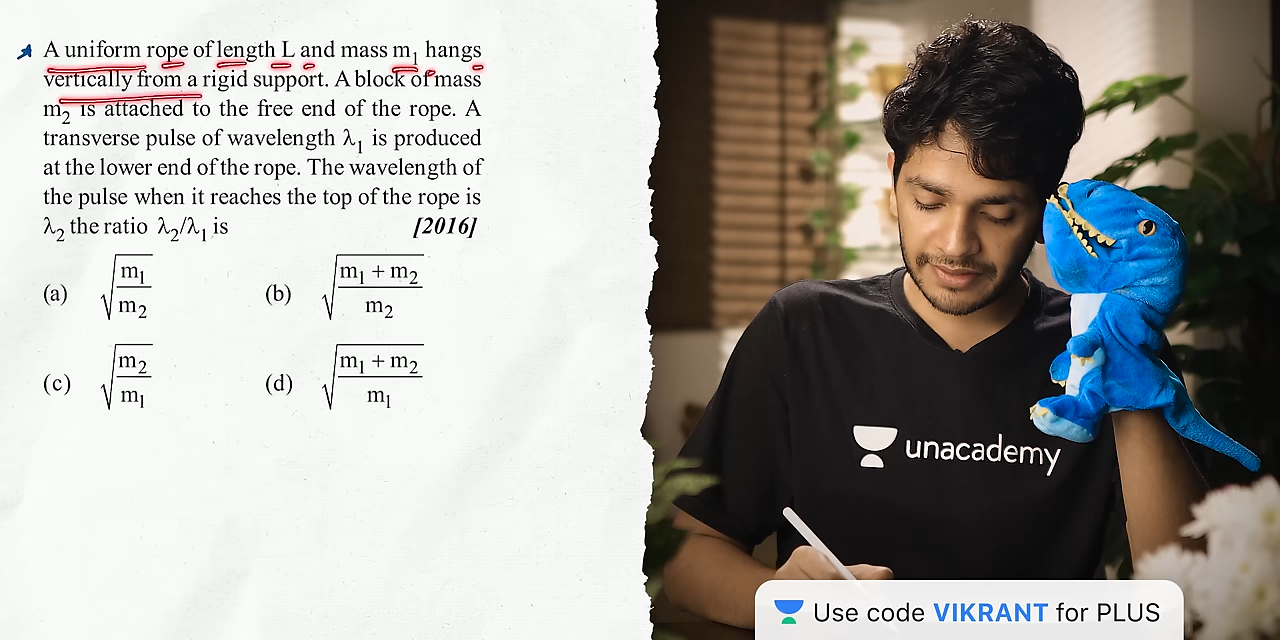 A uniform rope of length L and mass m₁ hangs
vertically from a rigid support. A block of mass
m₂ is attached to the free end of the rope. A
transverse pulse of wavelength λ₁ is produced
at the lower end of the rope. The wavelength of
the pulse when it reaches the top of the rope is
λ₂ the ratio λ₂/λ₁ is [2016]
(a) √(m₁/m₂) (b) √((m₁ + m₂)/m₂)
(c) √(m₂/m₁) (d) √((m₁ + m₂)/m₁)
unacademy
Use code VIKRANT for PLUS